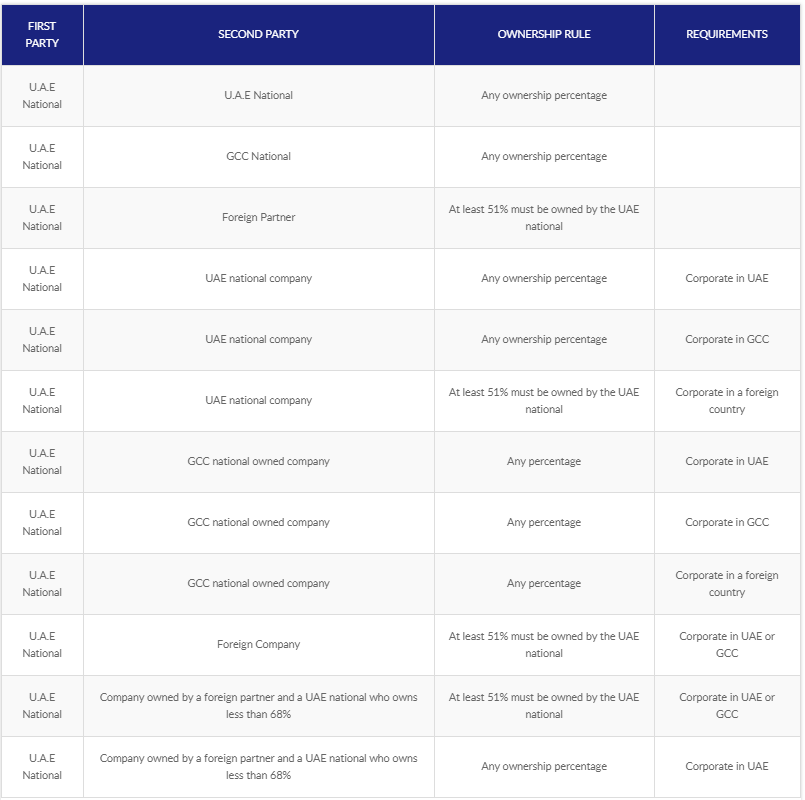 FIRST PARTY SECOND PARTY OWNERSHIP RULE REQUIREMENTS
U.A.E National U.A.E National Any ownership percentage
U.A.E National GCC National Any ownership percentage
U.A.E National Foreign Partner At least 51% must be owned by the UAE national
U.A.E National UAE national company Any ownership percentage Corporate in UAE
U.A.E National UAE national company Any ownership percentage Corporate in GCC
U.A.E National UAE national company At least 51% must be owned by the UAE national Corporate in a foreign country
U.A.E National GCC national owned company Any percentage Corporate in UAE
U.A.E National GCC national owned company Any percentage Corporate in GCC
U.A.E National GCC national owned company Any percentage Corporate in a foreign country
U.A.E National Foreign Company At least 51% must be owned by the UAE national Corporate in UAE or GCC
U.A.E National Company owned by a foreign partner and a UAE national who owns less than 68% At least 51% must be owned by the UAE national Corporate in UAE or GCC
U.A.E National Company owned by a foreign partner and a UAE national who owns less than 68% Any ownership percentage Corporate in UAE